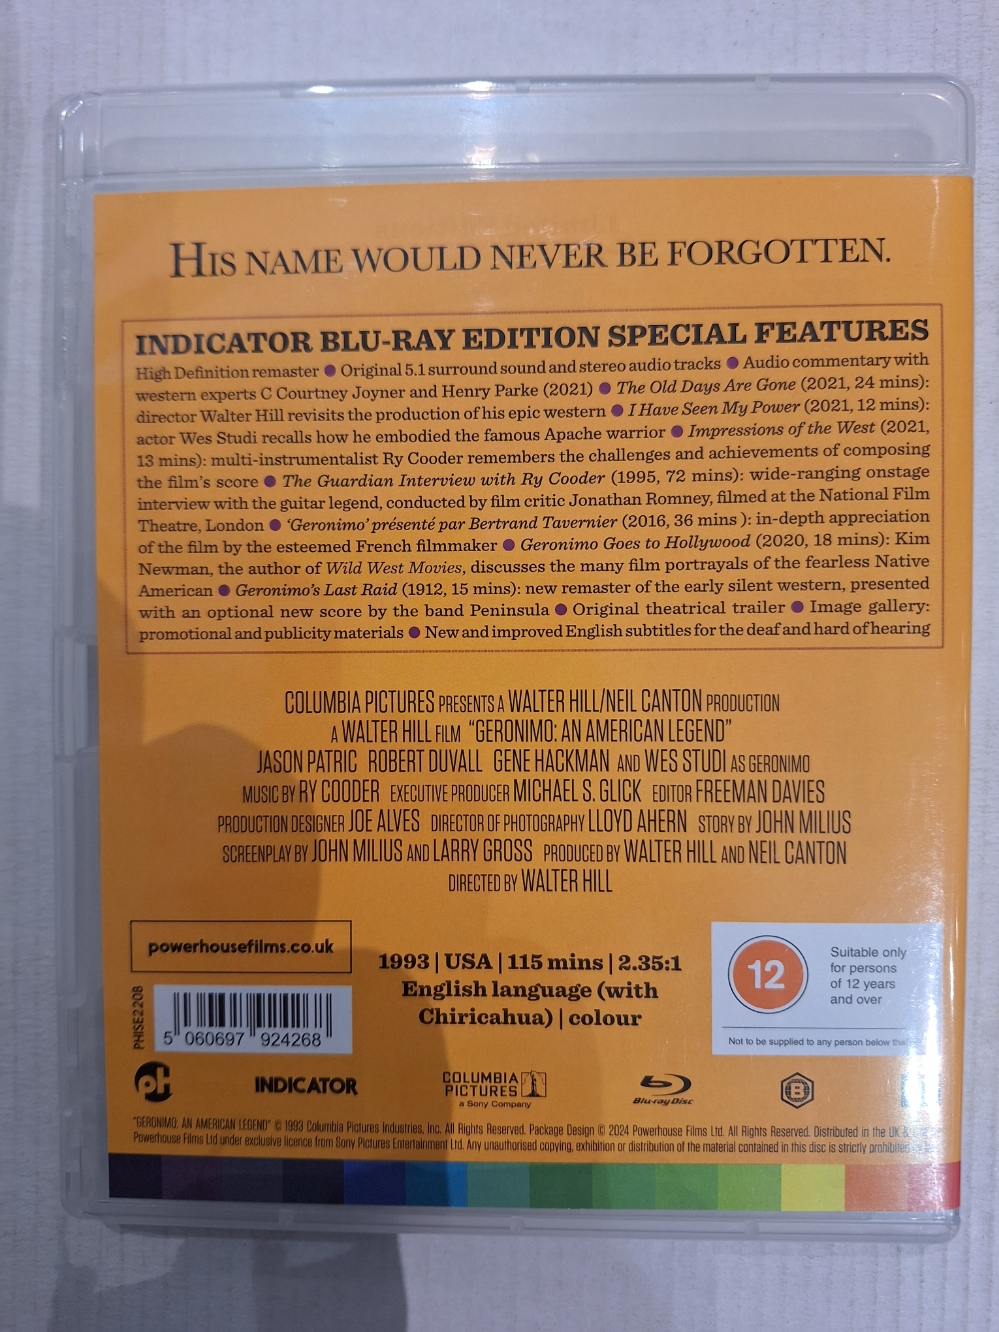 HIS NAME WOULD NEVER BE FORGOTTEN.
INDICATOR BLU-RAY EDITION SPECIAL FEATURES
High Definition remaster ● Original 5.1 surround sound and stereo audio tracks ● Audio commentary with
western experts C Courtney Joyner and Henry Parke (2021) ● The Old Days Are Gone (2021, 24 mins):
director Walter Hill revisits the production of his epic western ● I Have Seen My Power (2021, 12 mins):
actor Wes Studi recalls how he embodied the famous Apache warrior ● Impressions of the West (2021,
13 mins): multi-instrumentalist Ry Cooder remembers the challenges and achievements of composing
the film's score ● The Guardian Interview with Ry Cooder (1995, 72 mins): wide-ranging onstage
interview with the guitar legend, conducted by film critic Jonathan Romney, filmed at the National Film
Theatre, London ● 'Geronimo' présenté par Bertrand Tavernier (2016, 36 mins ): in-depth appreciation
of the film by the esteemed French filmmaker ● Geronimo Goes to Hollywood (2020, 18 mins): Kim
Newman, the author of Wild West Movies, discusses the many film portrayals of the fearless Native
American ● Geronimo's Last Raid (1912, 15 mins): new remaster of the early silent western, presented
with an optional new score by the band Peninsula ● Original theatrical trailer ● Image gallery:
promotional and publicity materials ● New and improved English subtitles for the deaf and hard of hearing
COLUMBIA PICTURES PRESENTS A WALTER HILL/NEIL CANTON PRODUCTION
A WALTER HILL FILM "GERONIMO: AN AMERICAN LEGEND"
JASON PATRIC ROBERT DUVALL GENE HACKMAN AND WES STUDI AS GERONIMO
MUSIC BY RY COODER EXECUTIVE PRODUCER MICHAEL S. GLICK EDITOR FREEMAN DAVIES
PRODUCTION DESIGNER JOE ALVES DIRECTOR OF PHOTOGRAPHY LLOYD AHERN STORY BY JOHN MILIUS
SCREENPLAY BY JOHN MILIUS AND LARRY GROSS PRODUCED BY WALTER HILL AND NEIL CANTON
DIRECTED BY WALTER HILL
powerhousefilms.co.uk
PHISE220B
5 060697 924268
1993 | USA | 115 mins | 2.35:1
English language (with
Chiricahua) | colour
12
Suitable only
for persons
of 12 years
and over
Not to be supplied to any person below
pH
INDICATOR
COLUMBIA
PICTURES
a Sony Company
Blu-ray Disc
B
"GERONIMO: AN AMERICAN LEGEND" © 1993 Columbia Pictures Industries, Inc. All Rights Reserved. Package Design © 2024 Powerhouse Films Ltd. All Rights Reserved. Distributed in the UK &
Powerhouse Films Ltd under exclusive licence from Sony Pictures Entertainment Ltd. Any unauthorised copying, exhibition or distribution of the material contained in this disc is strictly prohibited